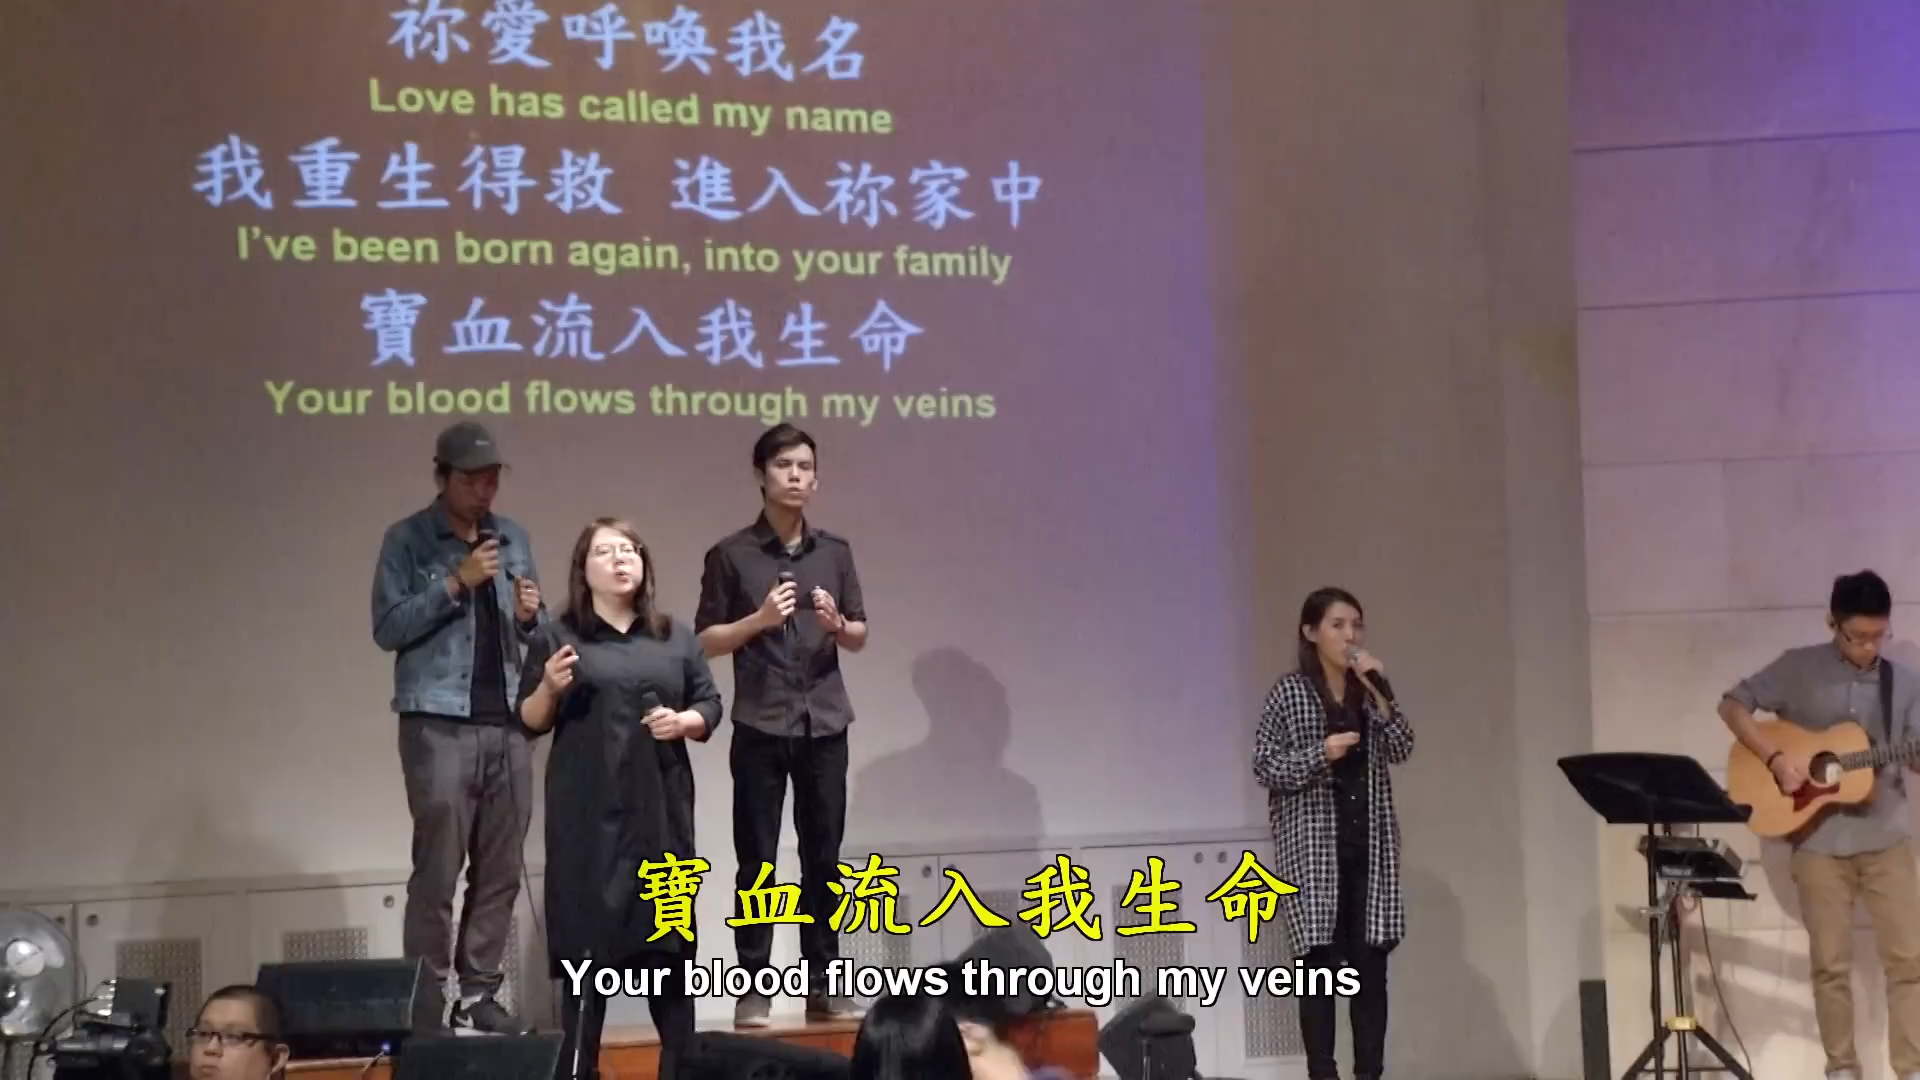 祢愛呼喚我名
Love has called my name
我重生得救 進入祢家中
I've been born again, into your family
寶血流入我生命
Your blood flows through my veins
寶血流入我生命
Your blood flows through my veins